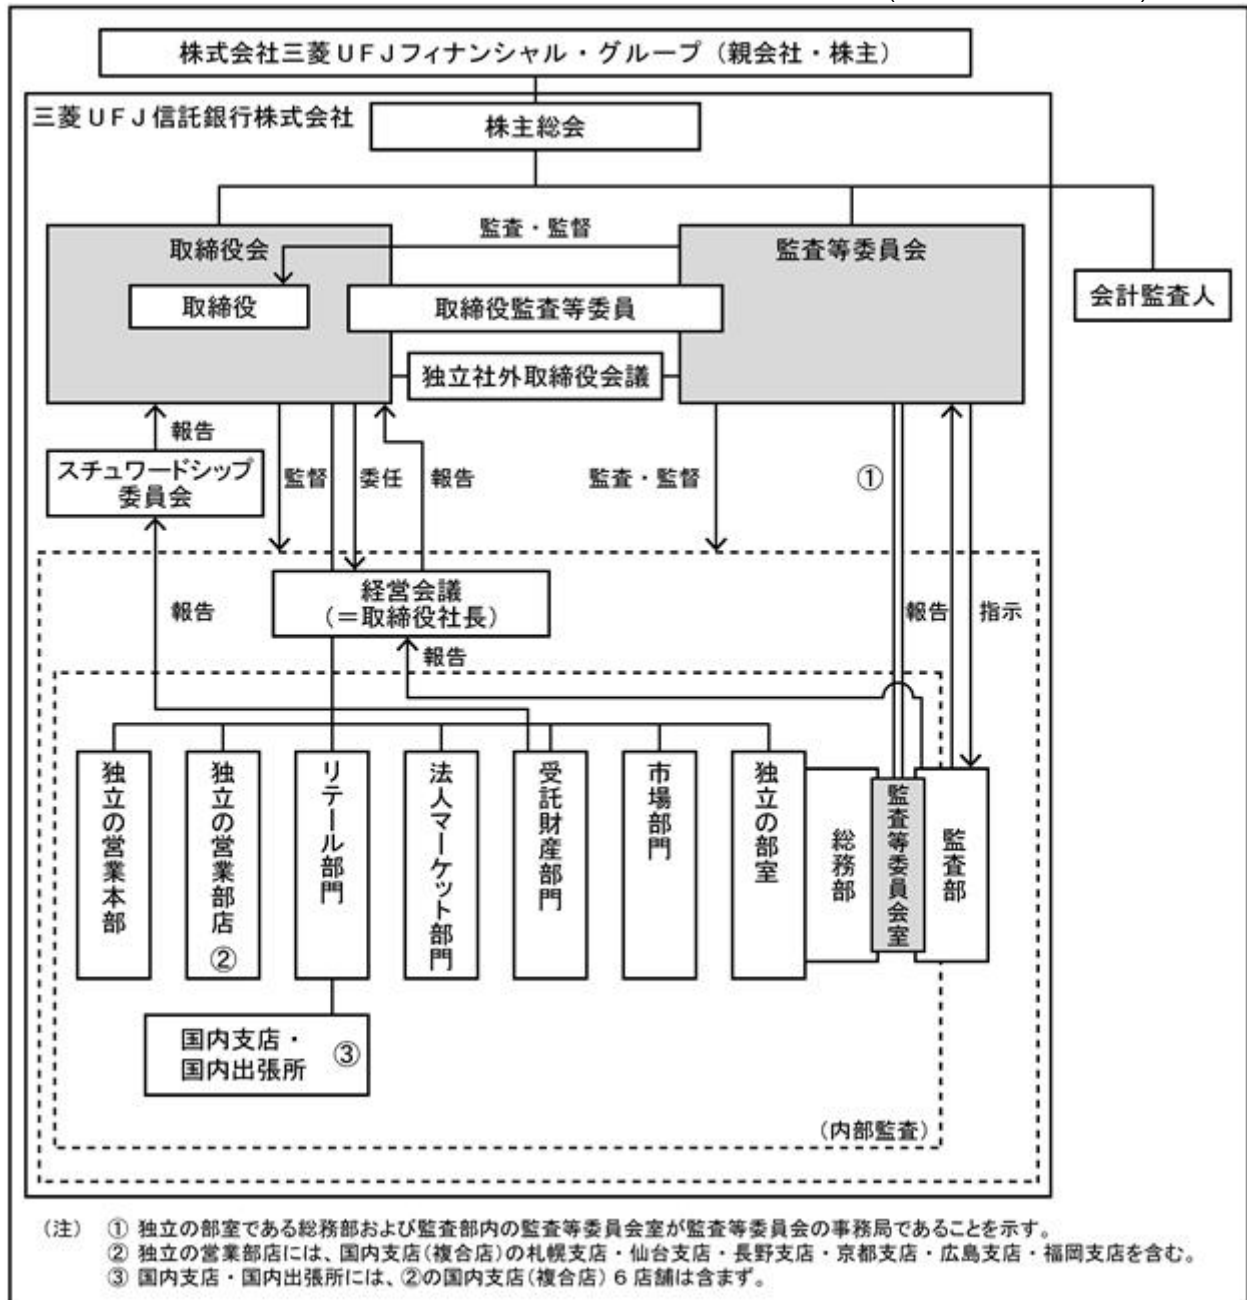 株式会社三菱UFJフィナンシャル・グループ（親会社・株主）
三菱UFJ信託銀行株式会社
株主総会
監査・監督
取締役会
監査等委員会
取締役
取締役監査等委員
会計監査人
独立社外取締役会議
報告
スチュワードシップ
委員会
監督
委任
報告
監査・監督
①
経営会議
（＝取締役社長）
報告
報告
指示
報告
独立の営業本部
独立の営業部店
②
リテール部門
法人マーケット部門
受託財産部門
市場部門
独立の部室
総務部
監査等委員会室
監査部
国内支店・
国内出張所
③
（内部監査）
（注） ① 独立の部室である総務部および監査部内の監査等委員会室が監査等委員会の事務局であることを示す。
② 独立の営業部店には、国内支店（複合店）の札幌支店・仙台支店・長野支店・京都支店・広島支店・福岡支店を含む。
③ 国内支店・国内出張所には、②の国内支店（複合店）６店舗は含まず。